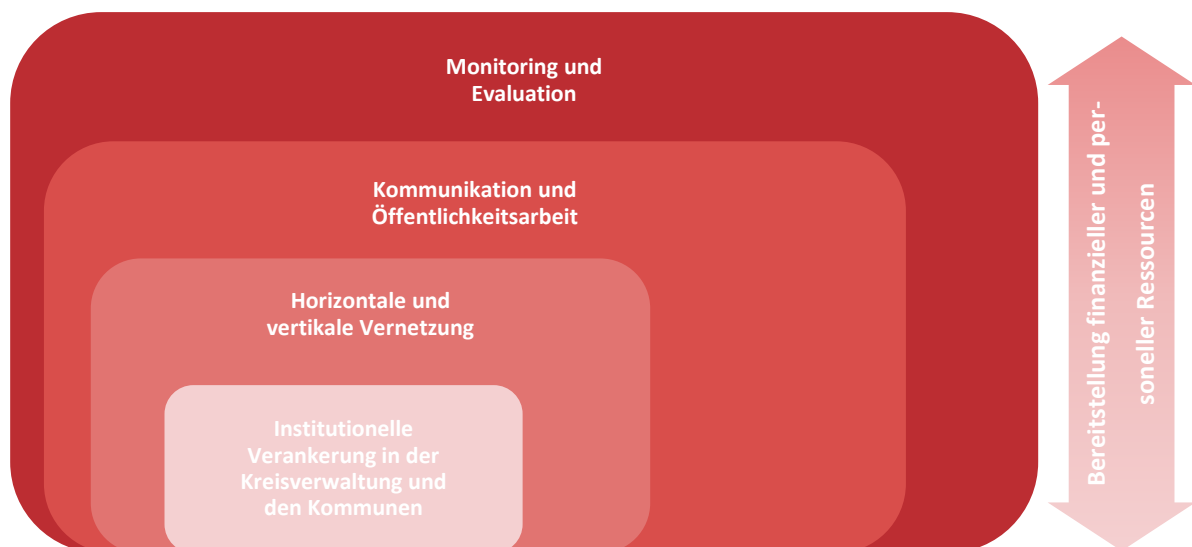 Monitoring und
Evaluation
Kommunikation und
Öffentlichkeitsarbeit
Horizontale und
vertikale Vernetzung
Institutionelle
Verankerung in der
Kreisverwaltung und
den Kommunen
Bereitstellung finanzieller und per-
soneller Ressourcen